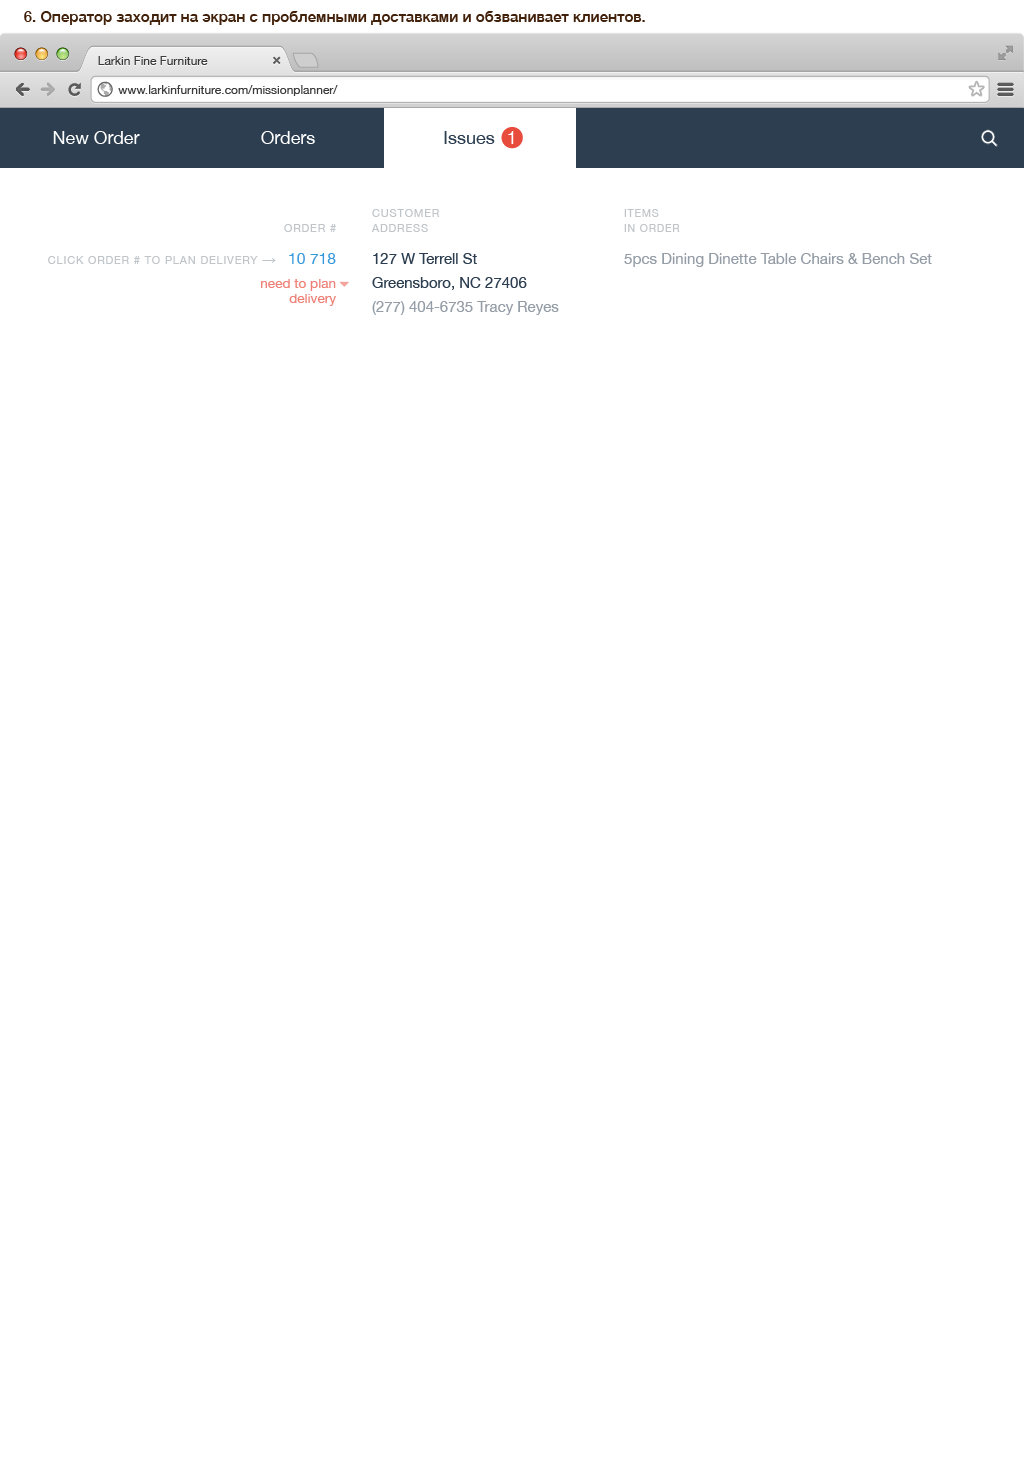 6. Оператор заходит на экран с проблемными доставками и обзванивает клиентов.
Larkin Fine Furniture
www.larkinfurniture.com/missionplanner/
New Order Orders Issues 1
CUSTOMER ITEMS
ORDER # ADDRESS IN ORDER
CLICK ORDER # TO PLAN DELIVERY → 10 718 127 W Terrell St 5pcs Dining Dinette Table Chairs & Bench Set
need to plan Greensboro, NC 27406
delivery (277) 404-6735 Tracy Reyes